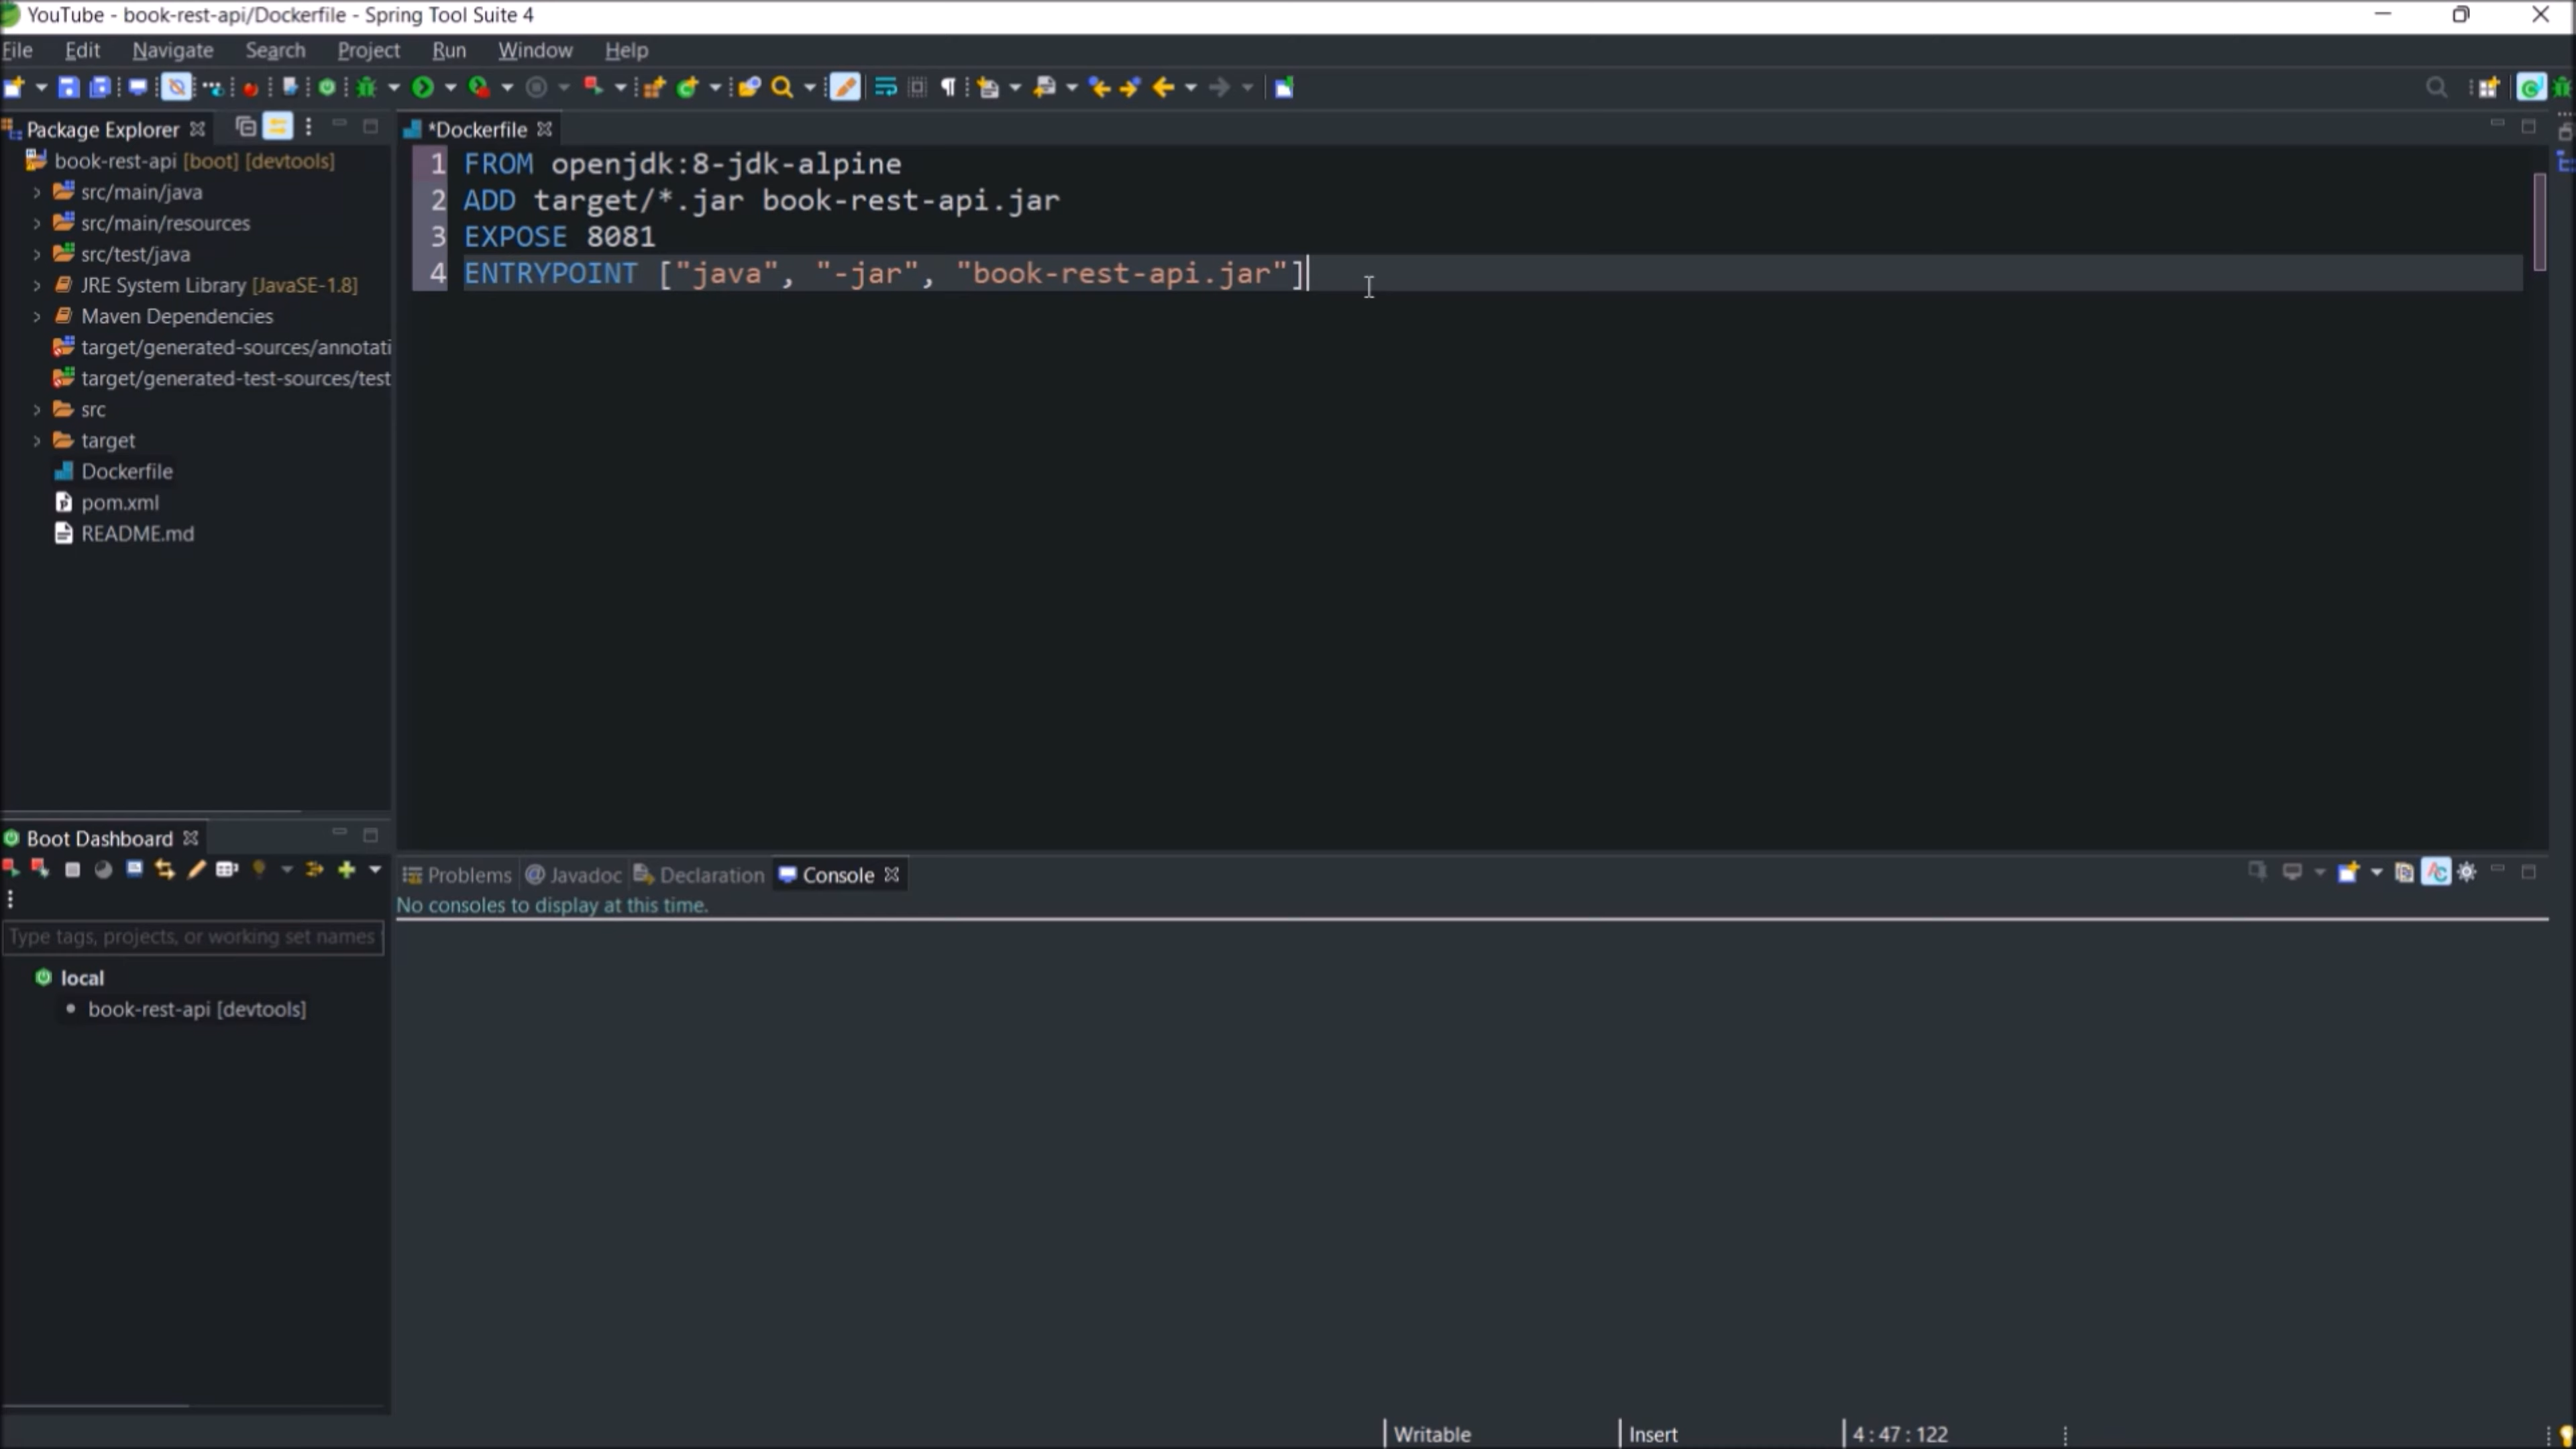 YouTube - book-rest-api/Dockerfile - Spring Tool Suite 4
File Edit Navigate Search Project Run Window Help
Package Explorer
book-rest-api [boot] [devtools]
src/main/java
src/main/resources
src/test/java
JRE System Library [JavaSE-1.8]
Maven Dependencies
target/generated-sources/annotati
target/generated-test-sources/test
src
target
Dockerfile
pom.xml
README.md
*Dockerfile
1 FROM openjdk:8-jdk-alpine
2 ADD target/*.jar book-rest-api.jar
3 EXPOSE 8081
4 ENTRYPOINT ["java", "-jar", "book-rest-api.jar"]
Boot Dashboard
Type tags, projects, or working set names
local
book-rest-api [devtools]
Problems @ Javadoc Declaration Console
No consoles to display at this time.
Writable Insert 4 : 47 : 122